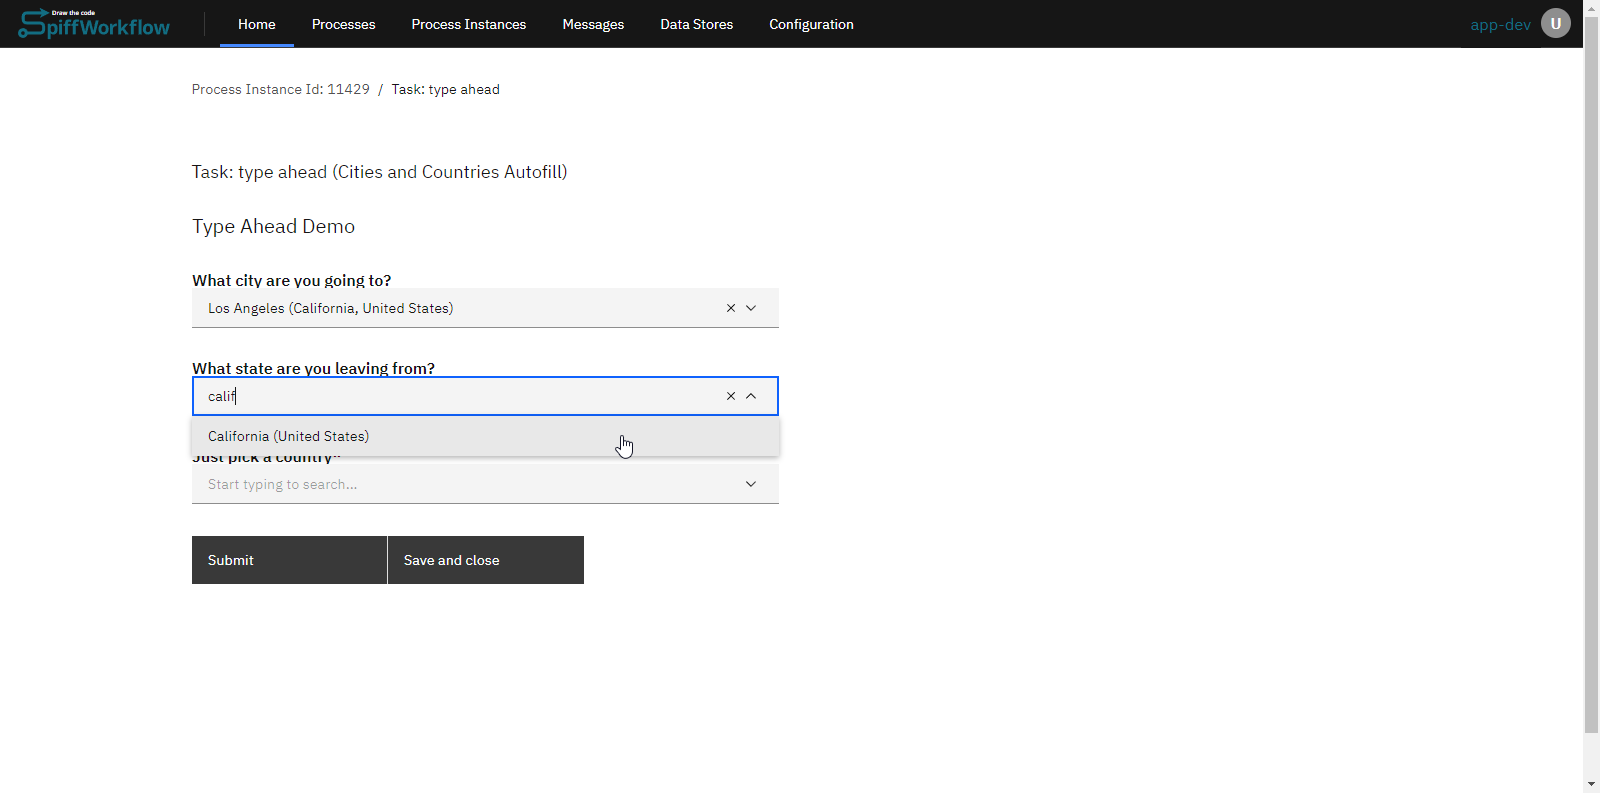 Draw the code
SpiffWorkflow
Home Processes Process Instances Messages Data Stores Configuration
app-dev U
Process Instance Id: 11429 / Task: type ahead
Task: type ahead (Cities and Countries Autofill)
Type Ahead Demo
What city are you going to?
Los Angeles (California, United States)
What state are you leaving from?
calif
California (United States)
Just pick a country*
Start typing to search...
Submit Save and close